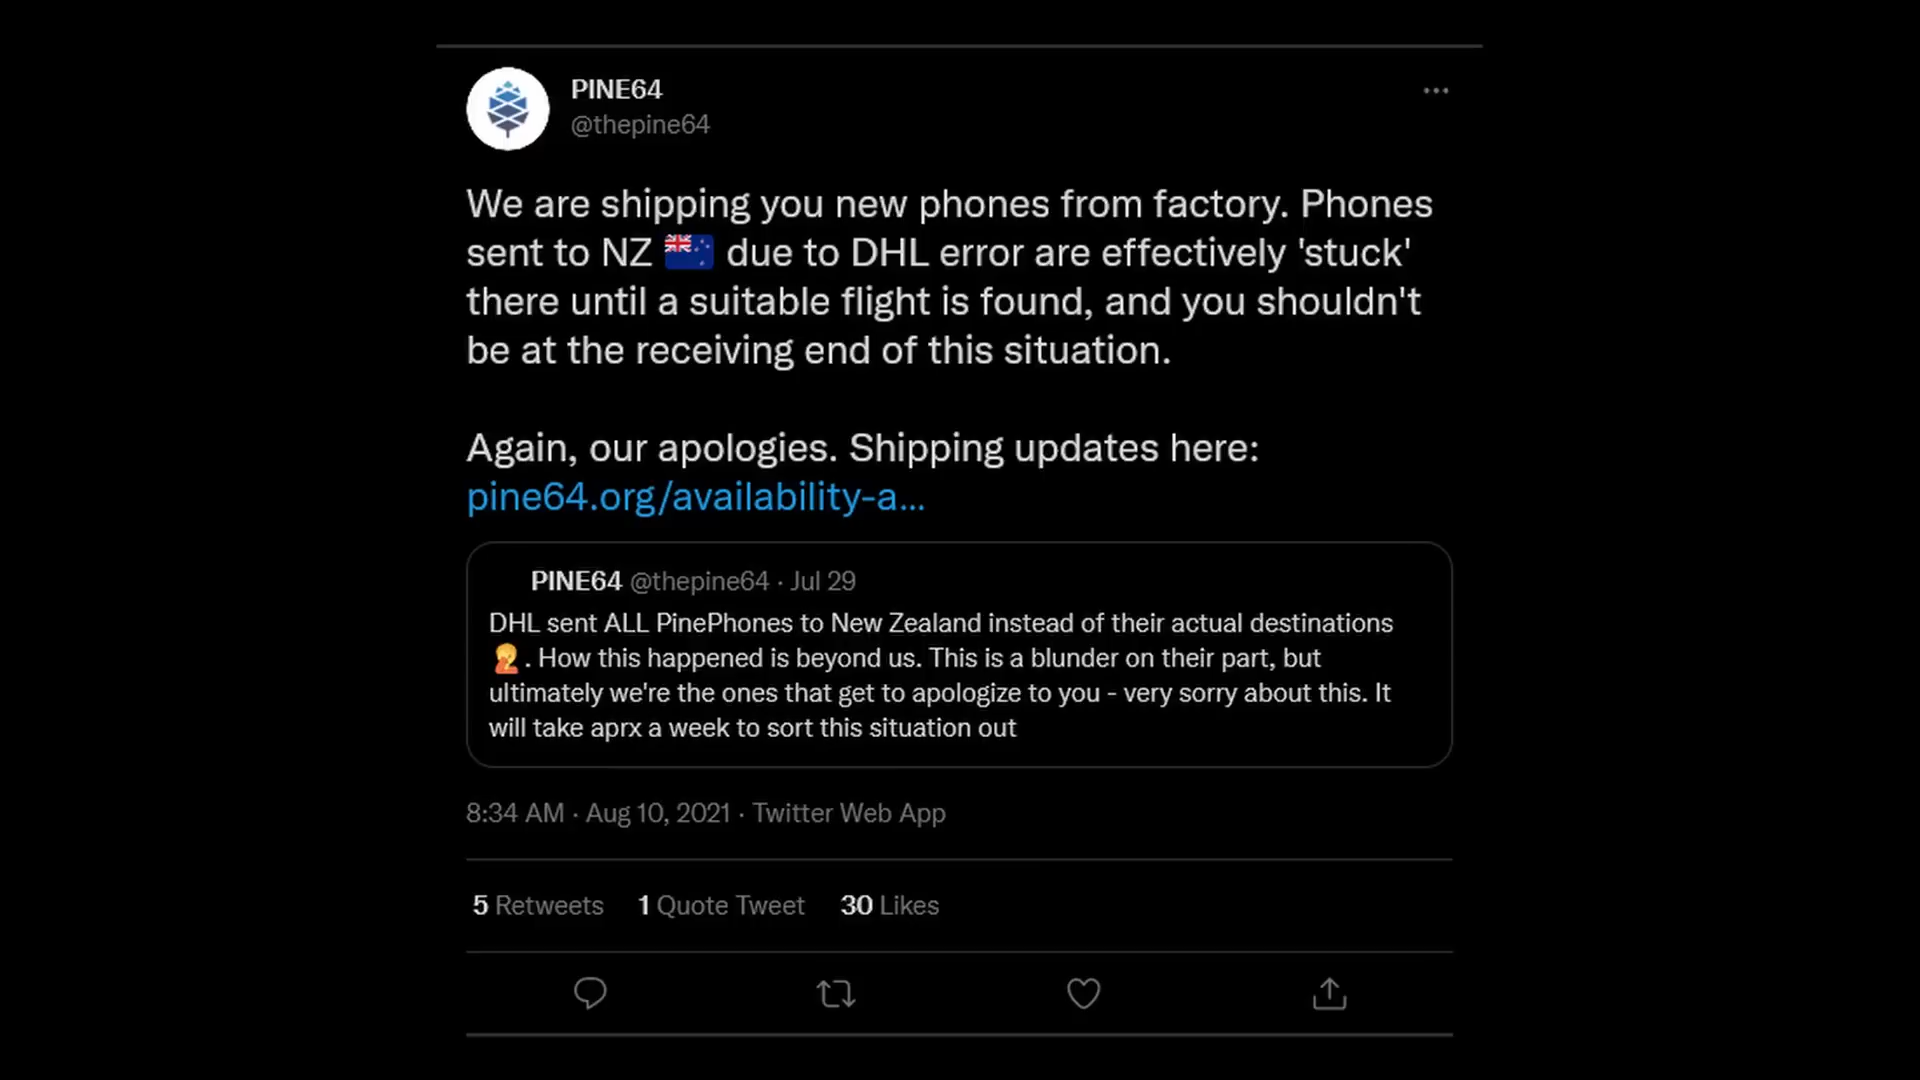 PINE64
@thepine64
We are shipping you new phones from factory. Phones
sent to NZ 🇳🇿 due to DHL error are effectively 'stuck'
there until a suitable flight is found, and you shouldn't
be at the receiving end of this situation.
Again, our apologies. Shipping updates here:
pine64.org/availability-a...
PINE64 @thepine64 · Jul 29
DHL sent ALL PinePhones to New Zealand instead of their actual destinations
🤦. How this happened is beyond us. This is a blunder on their part, but
ultimately we're the ones that get to apologize to you - very sorry about this. It
will take aprx a week to sort this situation out
8:34 AM · Aug 10, 2021 · Twitter Web App
5 Retweets 1 Quote Tweet 30 Likes